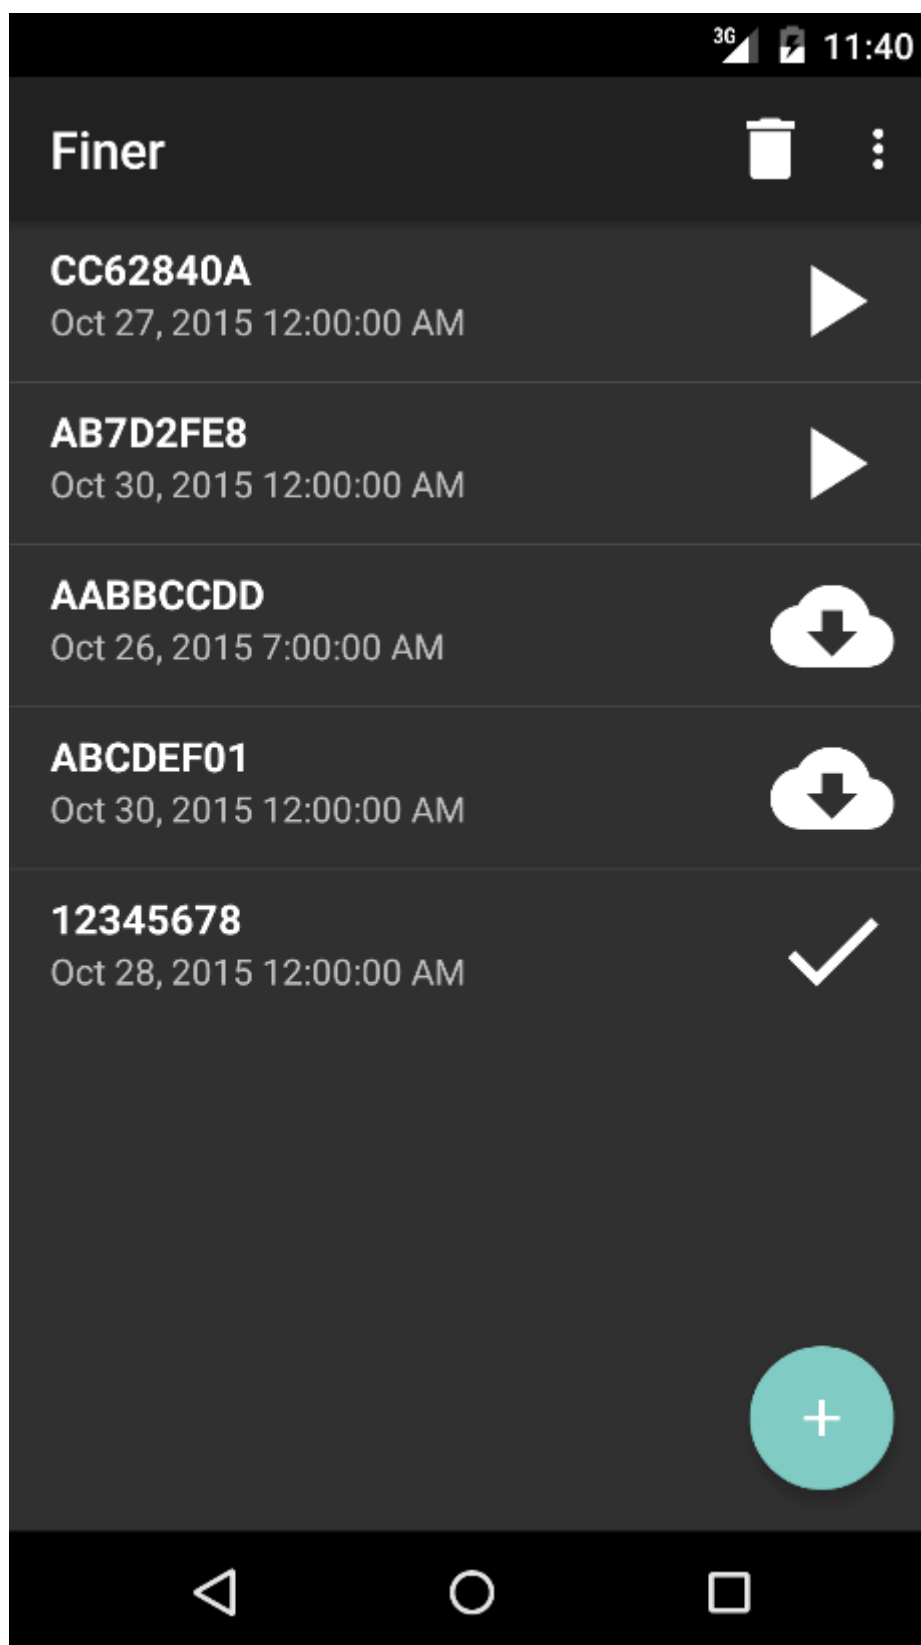 3G 11:40
Finer
CC62840A
Oct 27, 2015 12:00:00 AM
AB7D2FE8
Oct 30, 2015 12:00:00 AM
AABBCCDD
Oct 26, 2015 7:00:00 AM
ABCDEF01
Oct 30, 2015 12:00:00 AM
12345678
Oct 28, 2015 12:00:00 AM